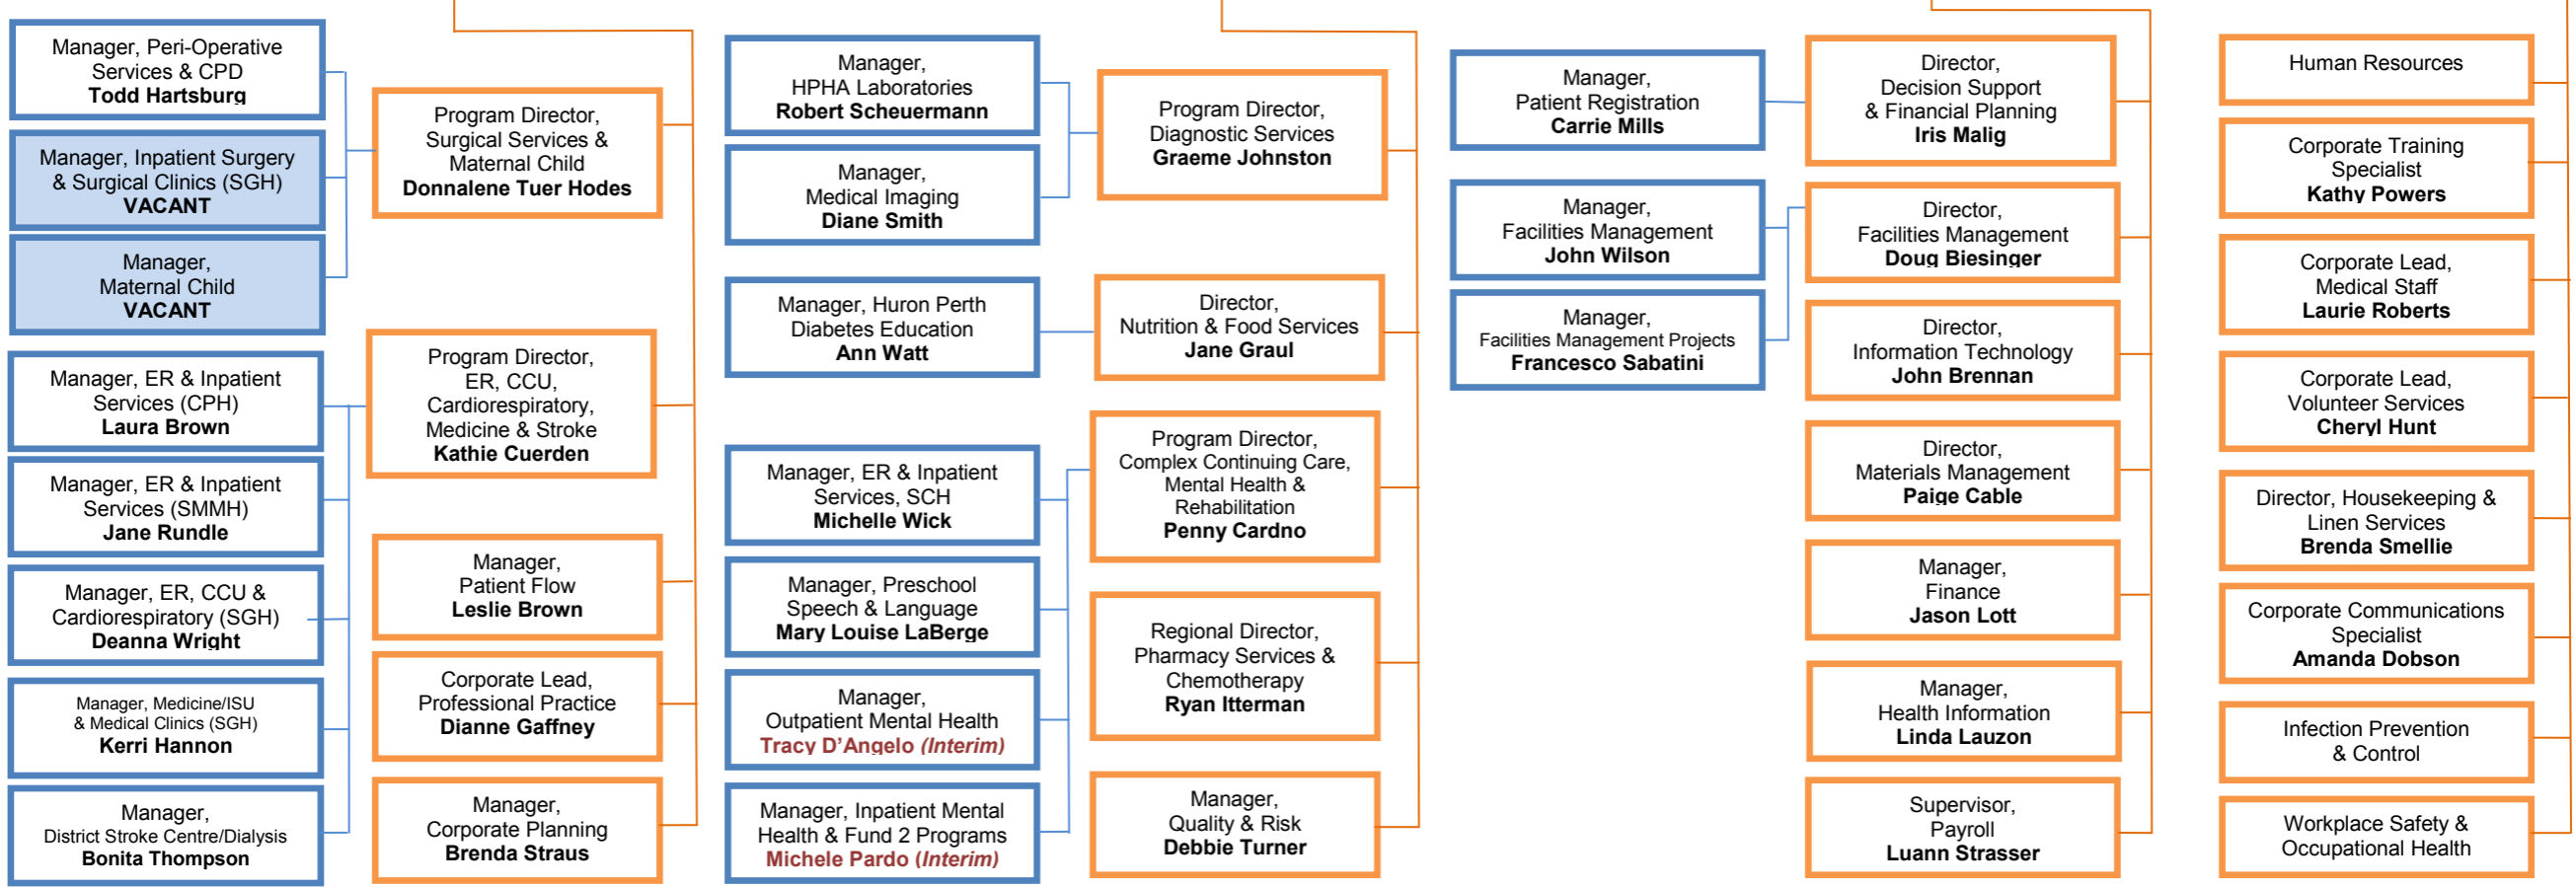 Manager, Peri-Operative
Services & CPD
Todd Hartsburg
Manager, Inpatient Surgery
& Surgical Clinics (SGH)
VACANT
Manager,
Maternal Child
VACANT
Manager, ER & Inpatient
Services (CPH)
Laura Brown
Manager, ER & Inpatient
Services (SMMH)
Jane Rundle
Manager, ER, CCU &
Cardiorespiratory (SGH)
Deanna Wright
Manager, Medicine/ISU
& Medical Clinics (SGH)
Kerri Hannon
Manager,
District Stroke Centre/Dialysis
Bonita Thompson
Program Director,
Surgical Services &
Maternal Child
Donnalene Tuer Hodes
Program Director,
ER, CCU,
Cardiorespiratory,
Medicine & Stroke
Kathie Cuerden
Manager,
Patient Flow
Leslie Brown
Corporate Lead,
Professional Practice
Dianne Gaffney
Manager,
Corporate Planning
Brenda Straus
Manager,
HPHA Laboratories
Robert Scheuermann
Manager,
Medical Imaging
Diane Smith
Manager, Huron Perth
Diabetes Education
Ann Watt
Manager, ER & Inpatient
Services, SCH
Michelle Wick
Manager, Preschool
Speech & Language
Mary Louise LaBerge
Manager,
Outpatient Mental Health
Tracy D’Angelo (Interim)
Manager, Inpatient Mental
Health & Fund 2 Programs
Michele Pardo (Interim)
Program Director,
Diagnostic Services
Graeme Johnston
Director,
Nutrition & Food Services
Jane Graul
Program Director,
Complex Continuing Care,
Mental Health &
Rehabilitation
Penny Cardno
Regional Director,
Pharmacy Services &
Chemotherapy
Ryan Itterman
Manager,
Quality & Risk
Debbie Turner
Manager,
Patient Registration
Carrie Mills
Manager,
Facilities Management
John Wilson
Manager,
Facilities Management Projects
Francesco Sabatini
Director,
Decision Support
& Financial Planning
Iris Malig
Director,
Facilities Management
Doug Biesinger
Director,
Information Technology
John Brennan
Director,
Materials Management
Paige Cable
Manager,
Finance
Jason Lott
Manager,
Health Information
Linda Lauzon
Supervisor,
Payroll
Luann Strasser
Human Resources
Corporate Training
Specialist
Kathy Powers
Corporate Lead,
Medical Staff
Laurie Roberts
Corporate Lead,
Volunteer Services
Cheryl Hunt
Director, Housekeeping &
Linen Services
Brenda Smellie
Corporate Communications
Specialist
Amanda Dobson
Infection Prevention
& Control
Workplace Safety &
Occupational Health